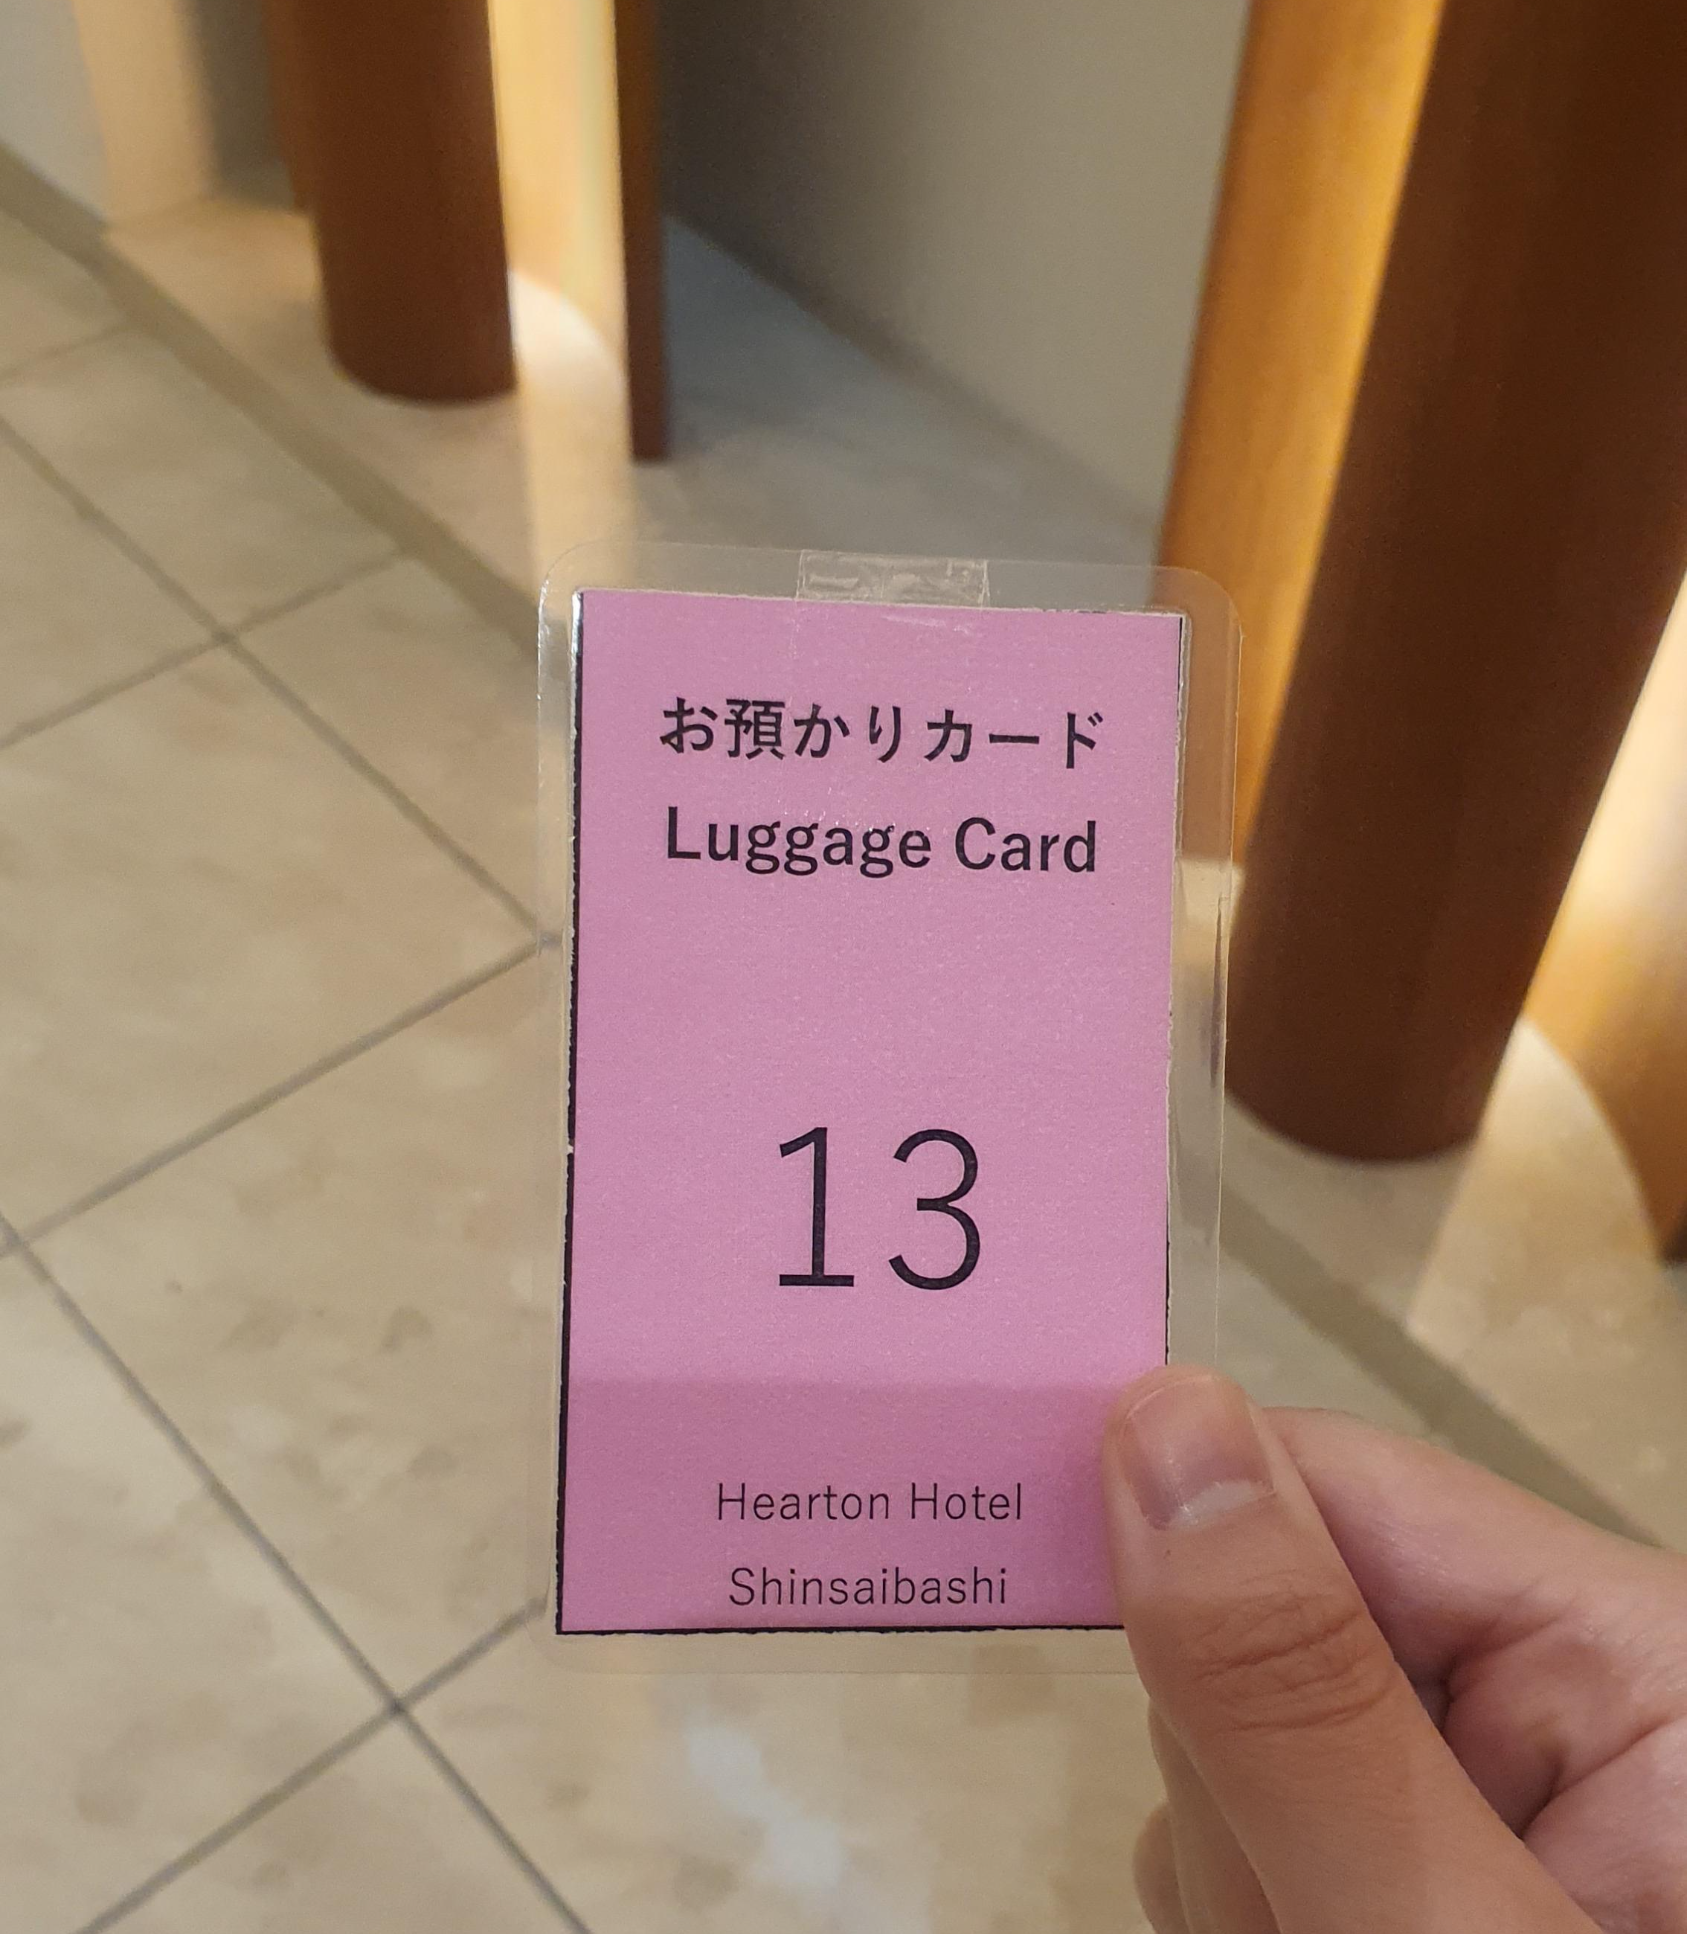 お預かりカード
Luggage Card
13
Hearton Hotel
Shinsaibashi